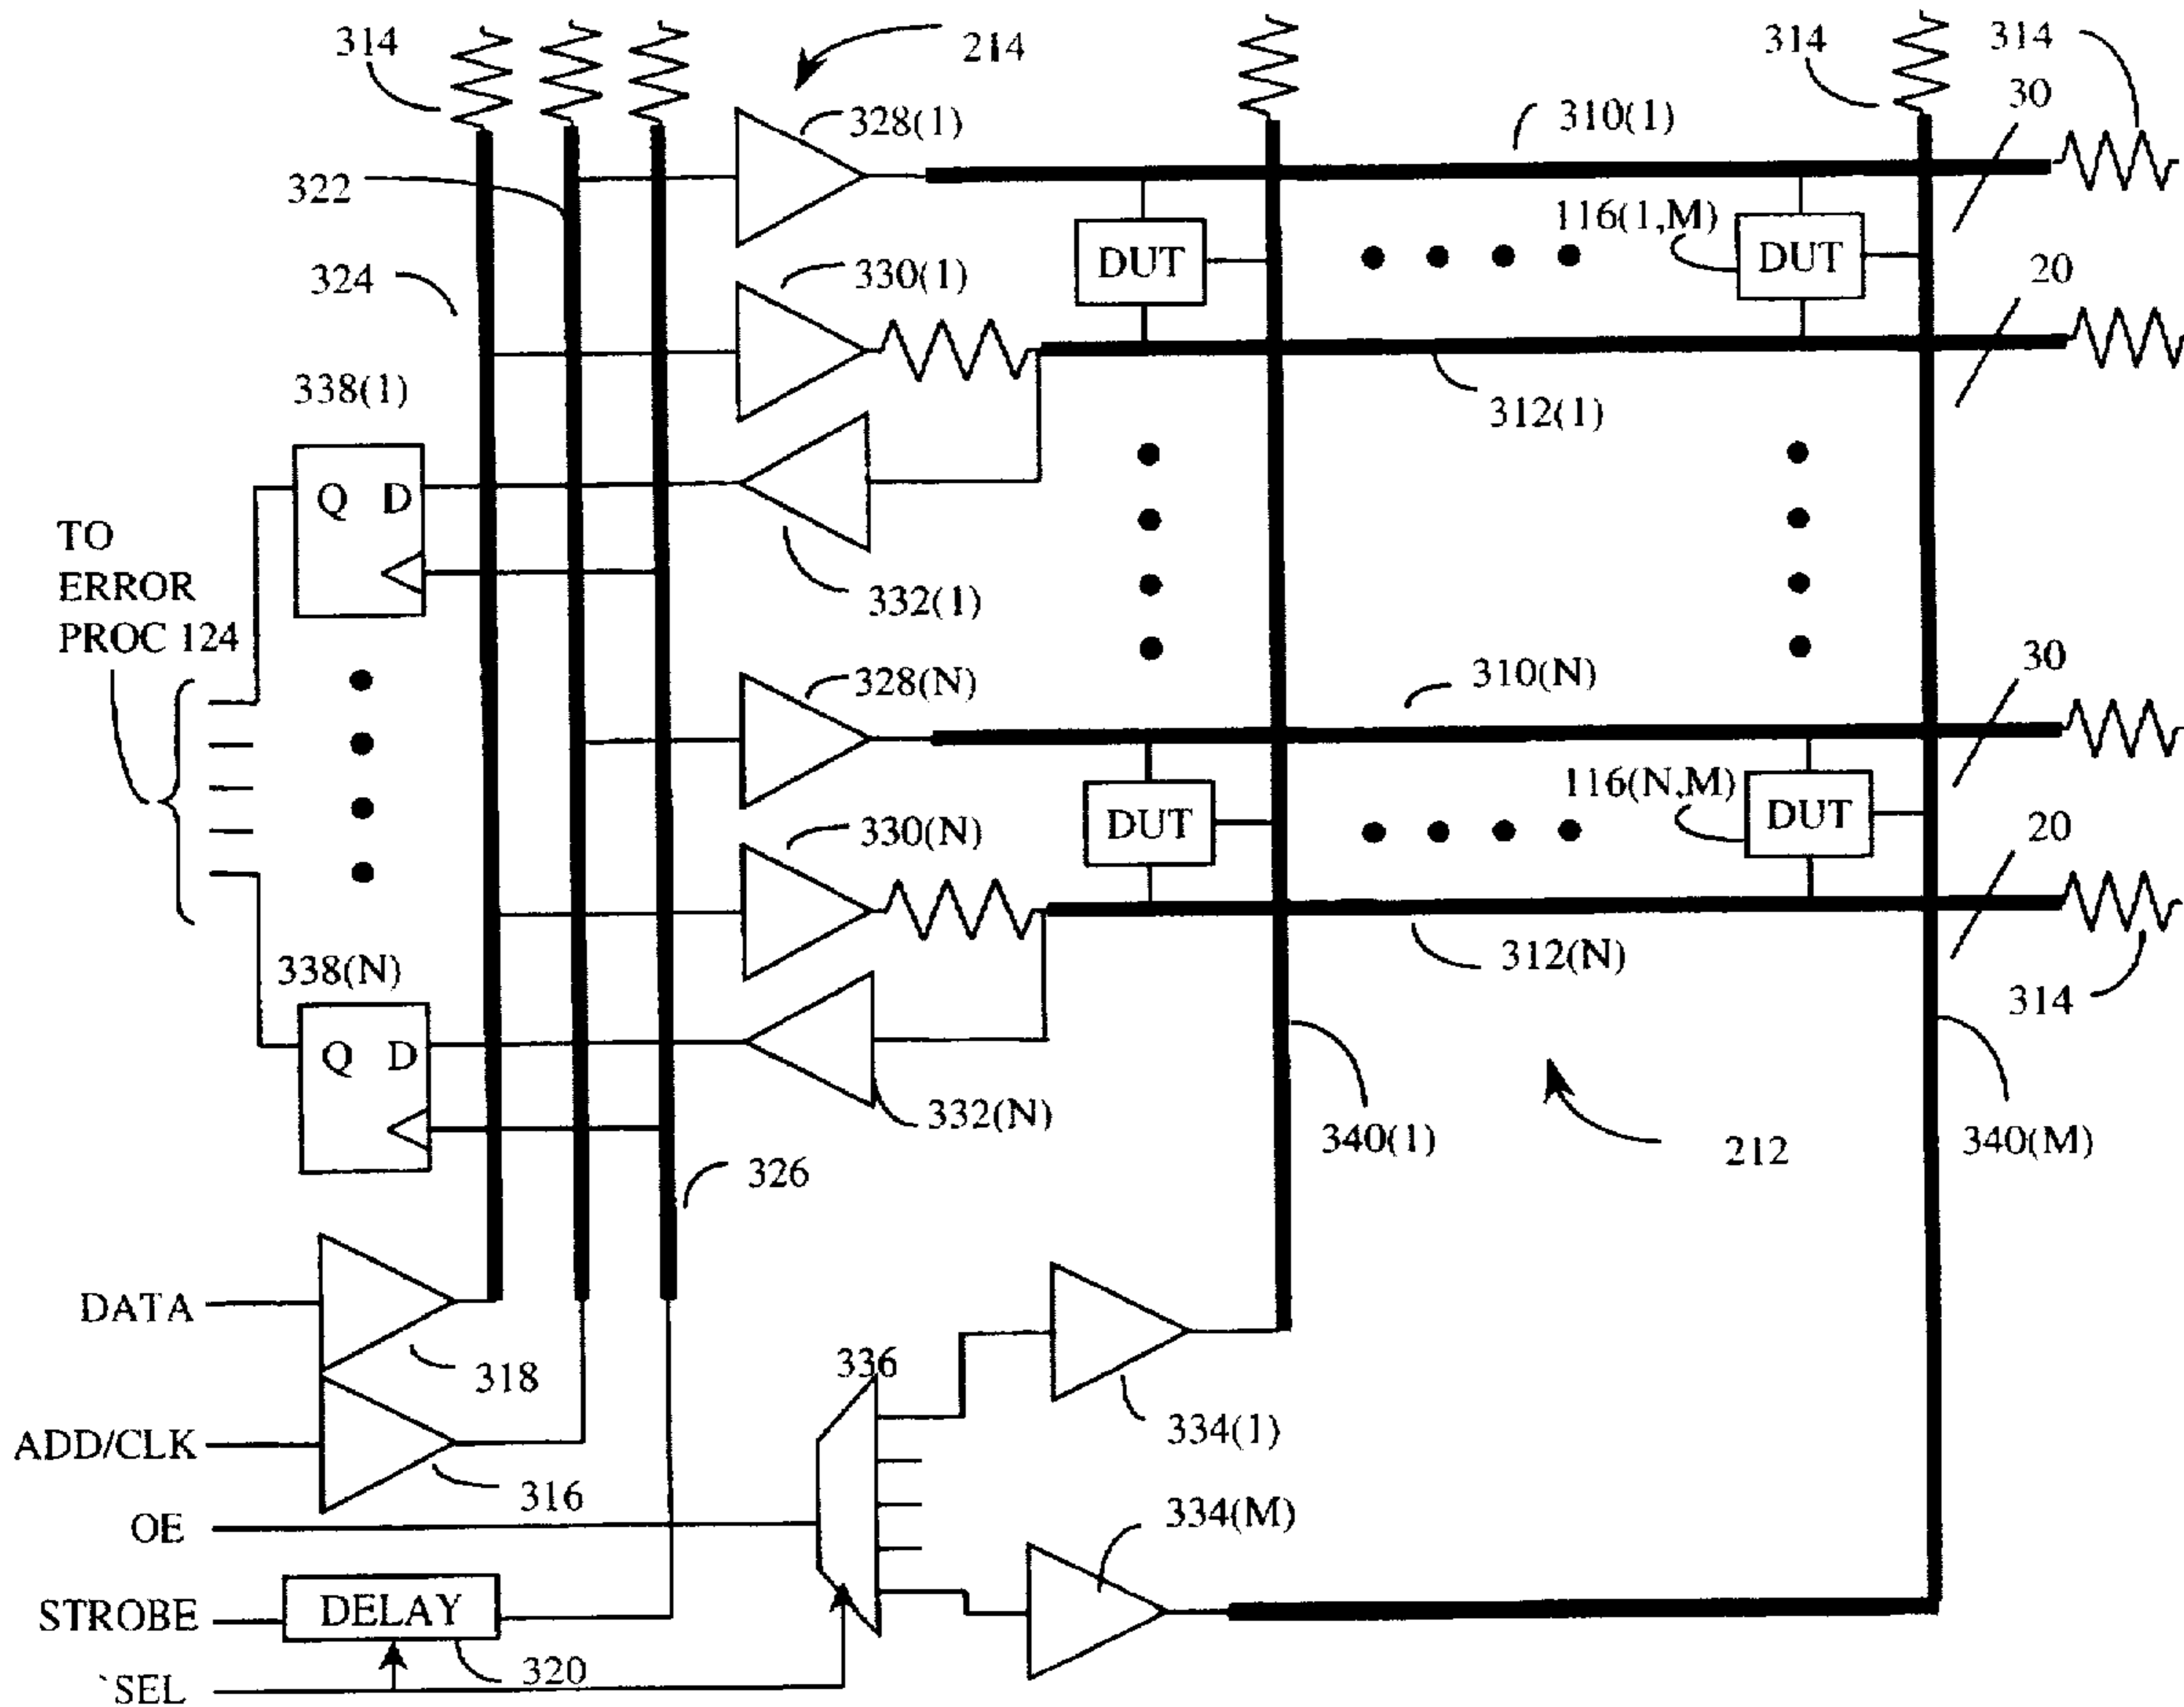 314
214
314
314
328(1)
310(1)
30
322
116(1,M)
DUT
DUT
324
330(1)
20
338(1)
312(1)
Q D
TO
ERROR
PROC 124
332(1)
328(N)
310(N)
30
116(N,M)
DUT
DUT
330(N)
20
338(N)
312(N)
314
Q D
332(N)
340(1)
212
340(M)
326
DATA
318
336
ADD/CLK
334(1)
316
OE
334(M)
STROBE
DELAY
320
`SEL